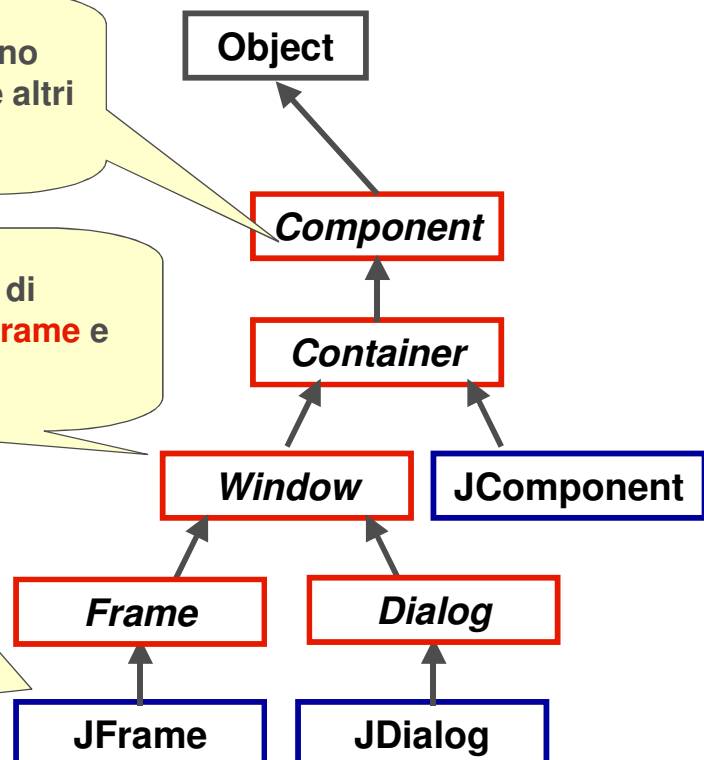 no
e altri
Object
Component
di
rame e
Container
Window
JComponent
Frame
Dialog
JFrame
JDialog